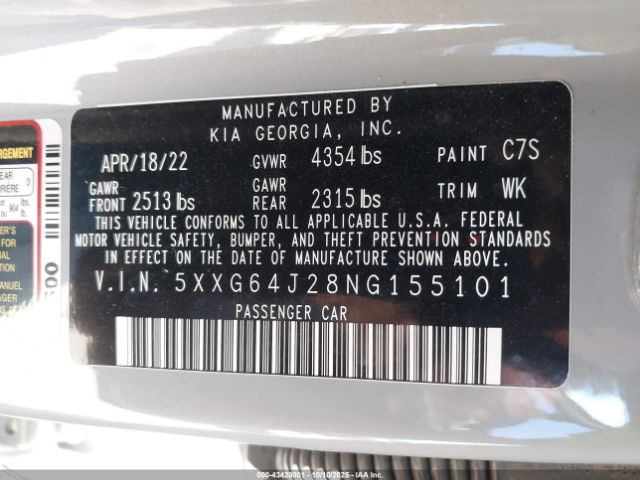 MANUFACTURED BY
KIA GEORGIA, INC.
APR/18/22 GVWR 4354 lbs PAINT C7S
GAWR FRONT 2513 lbs GAWR REAR 2315 lbs TRIM WK
THIS VEHICLE CONFORMS TO ALL APPLICABLE U.S.A. FEDERAL
MOTOR VEHICLE SAFETY, BUMPER, AND THEFT PREVENTION STANDARDS
IN EFFECT ON THE DATE OF MANUFACTURE SHOWN ABOVE.
V.I.N. 5XXG64J28NG155101
PASSENGER CAR
000-43428001 - 10/10/2025 - IAAI.COM